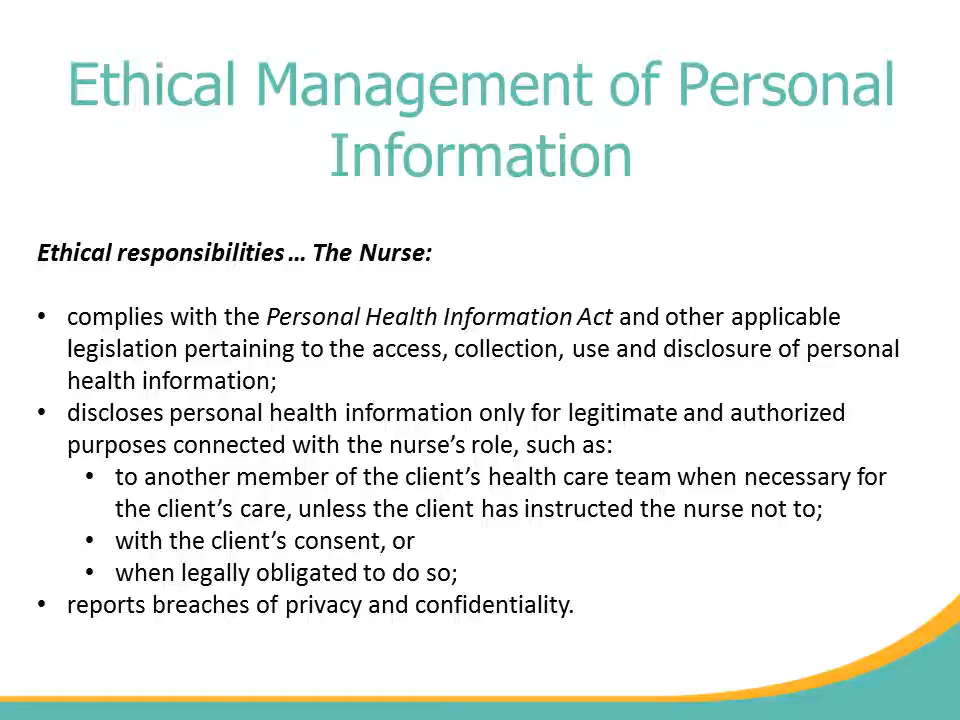 Ethical Management of Personal
Information
Ethical responsibilities … The Nurse:
• complies with the Personal Health Information Act and other applicable
legislation pertaining to the access, collection, use and disclosure of personal
health information;
• discloses personal health information only for legitimate and authorized
purposes connected with the nurse’s role, such as:
• to another member of the client’s health care team when necessary for
the client’s care, unless the client has instructed the nurse not to;
• with the client’s consent, or
• when legally obligated to do so;
• reports breaches of privacy and confidentiality.